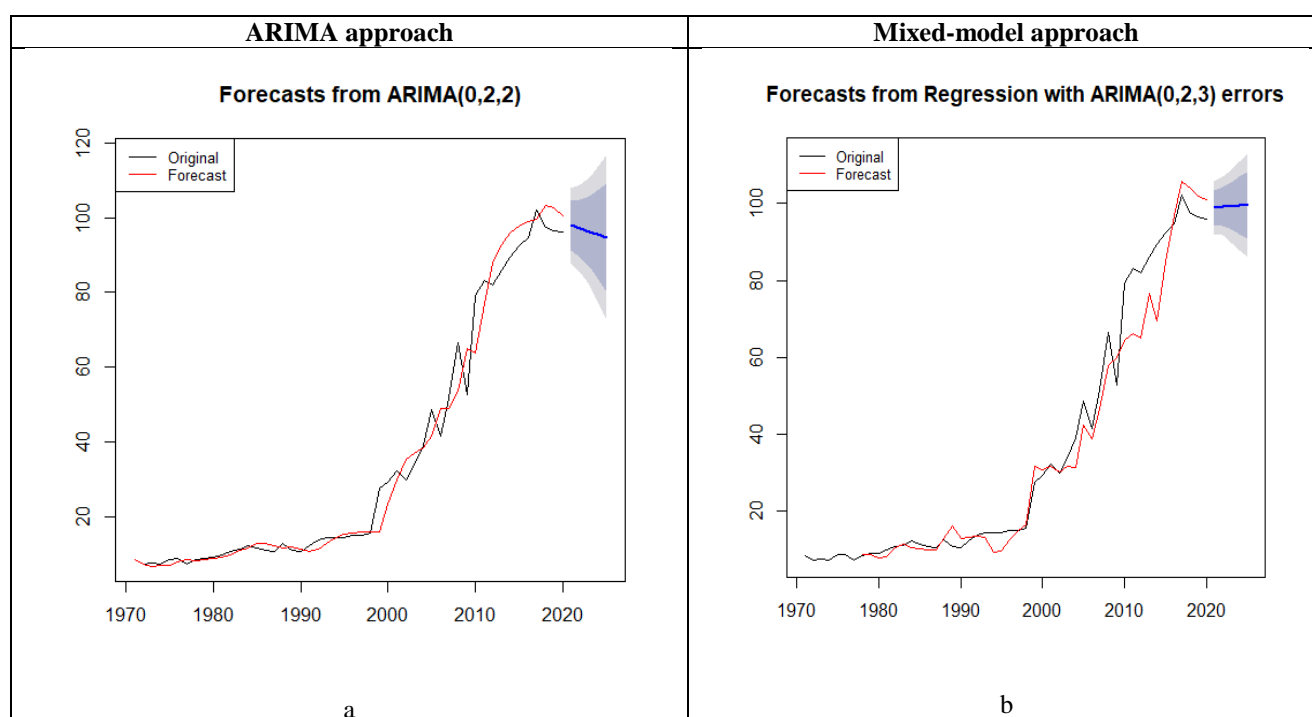 ARIMA approach
Mixed-model approach
Forecasts from ARIMA(0,2,2)
Original
Forecast
120
100
80
60
40
20
1970 1980 1990 2000 2010 2020
a
Forecasts from Regression with ARIMA(0,2,3) errors
Original
Forecast
100
80
60
40
20
1970 1980 1990 2000 2010 2020
b